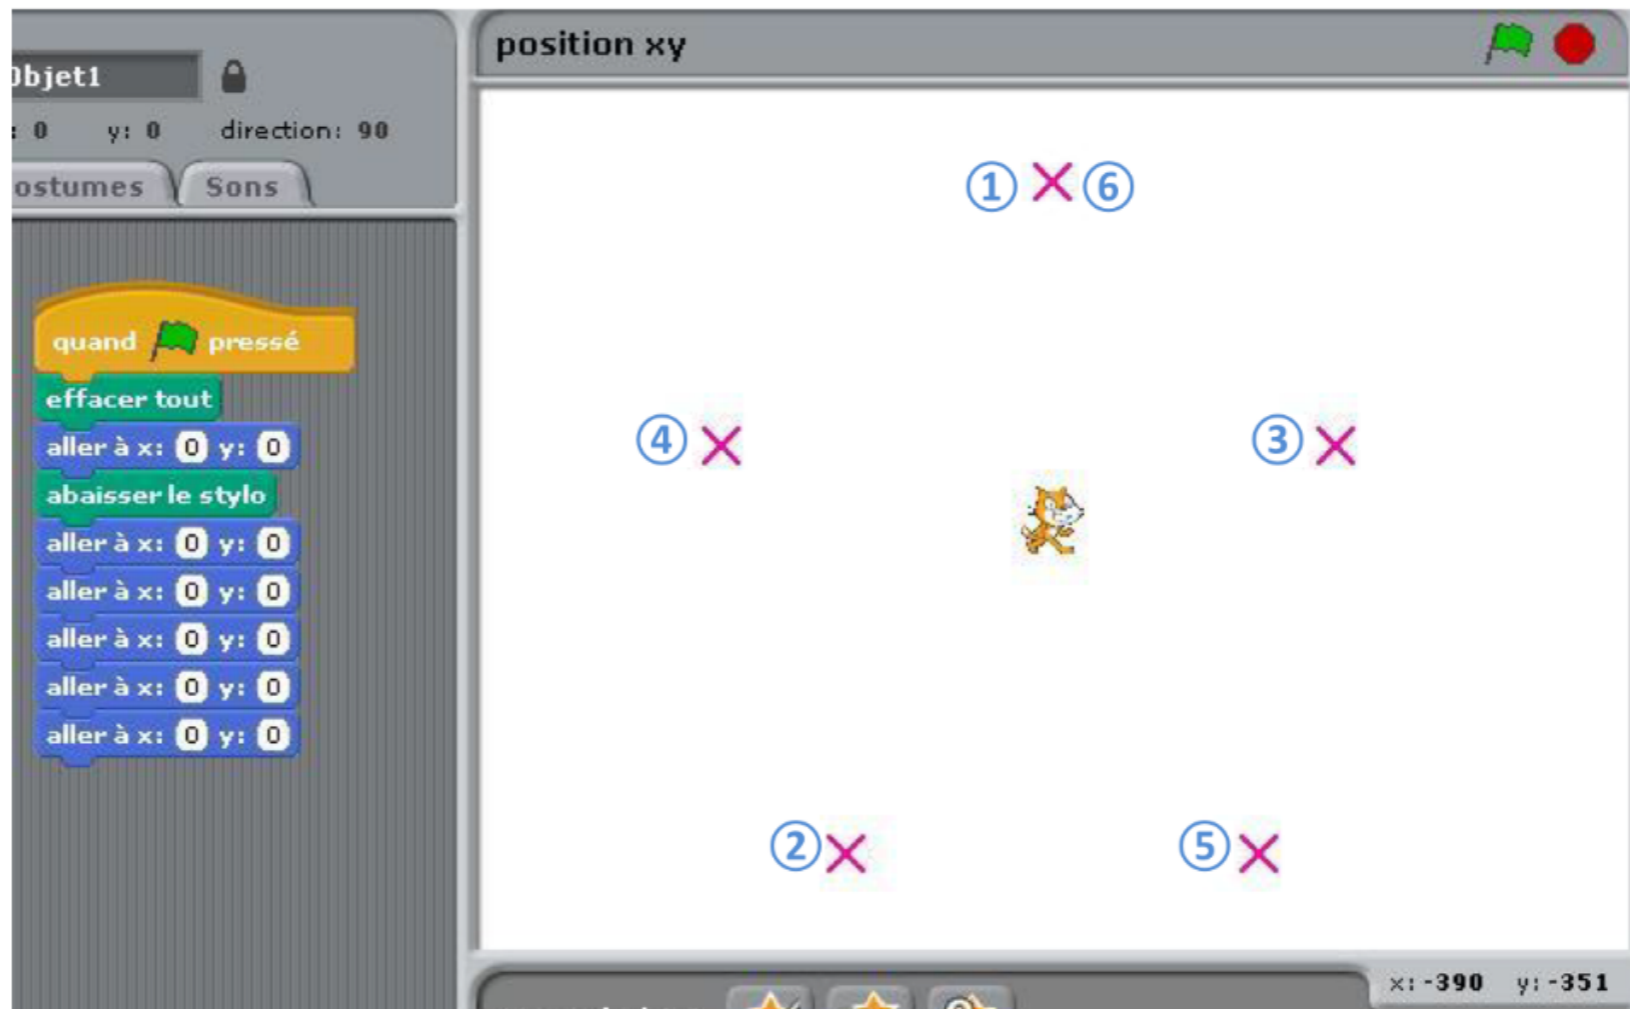 Objet1
: 0 y: 0 direction: 90
ostumes Sons
quand pressé
effacer tout
aller à x: 0 y: 0
abaisser le stylo
aller à x: 0 y: 0
aller à x: 0 y: 0
aller à x: 0 y: 0
aller à x: 0 y: 0
aller à x: 0 y: 0
position xy
① ⑥
④ ③
② ⑤
x: -390 y: -351